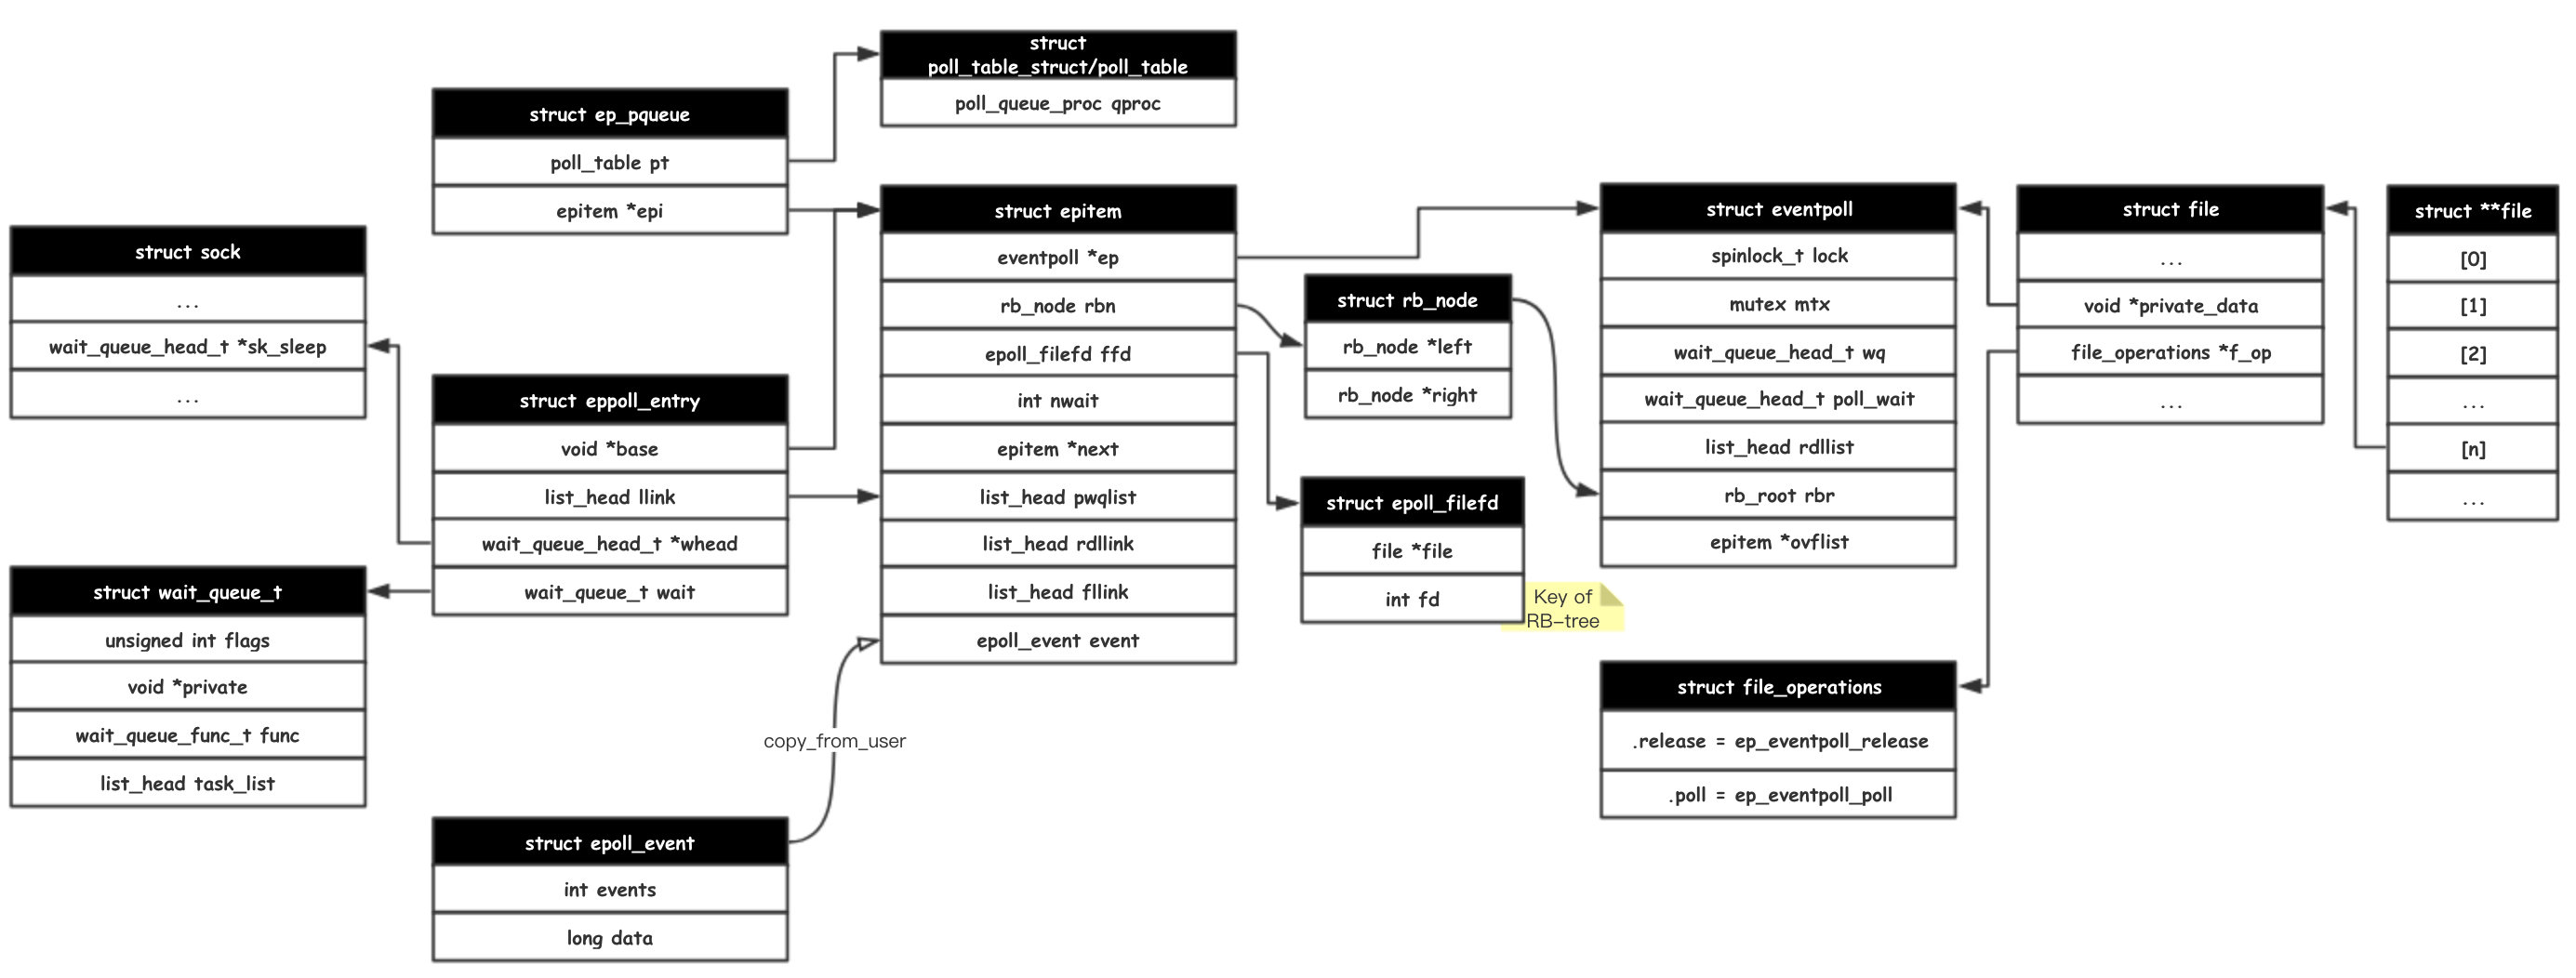 struct
poll_table_struct/poll_table
poll_queue_proc qproc
struct ep_pqueue
poll_table pt
epitem *epi
struct sock
...
wait_queue_head_t *sk_sleep
...
struct eppoll_entry
void *base
list_head llink
wait_queue_head_t *whead
wait_queue_t wait
struct wait_queue_t
unsigned int flags
void *private
wait_queue_func_t func
list_head task_list
copy_from_user
struct epoll_event
int events
long data
struct epitem
eventpoll *ep
rb_node rbn
epoll_filefd ffd
int nwait
epitem *next
list_head pwqlist
list_head rdllink
list_head fllink
epoll_event event
struct rb_node
rb_node *left
rb_node *right
struct epoll_filefd
file *file
int fd
Key of
RB-tree
struct eventpoll
spinlock_t lock
mutex mtx
wait_queue_head_t wq
wait_queue_head_t poll_wait
list_head rdllist
rb_root rbr
epitem *ovflist
struct file_operations
.release = ep_eventpoll_release
.poll = ep_eventpoll_poll
struct file
...
void *private_data
file_operations *f_op
...
struct **file
[0]
[1]
[2]
...
[n]
...